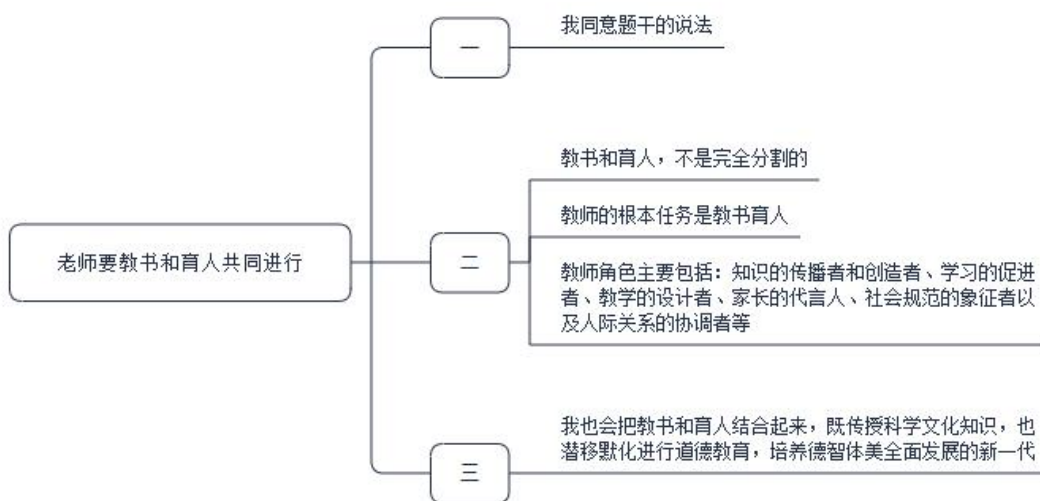 一
我同意题干的说法
老师要教书和育人共同进行
二
教书和育人，不是完全分割的
教师的根本任务是教书育人
教师角色主要包括：知识的传播者和创造者、学习的促进
者、教学的设计者、家长的代言人、社会规范的象征者以
及人际关系的协调者等
三
我也会把教书和育人结合起来，既传授科学文化知识，也
潜移默化进行道德教育，培养德智体美全面发展的新一代